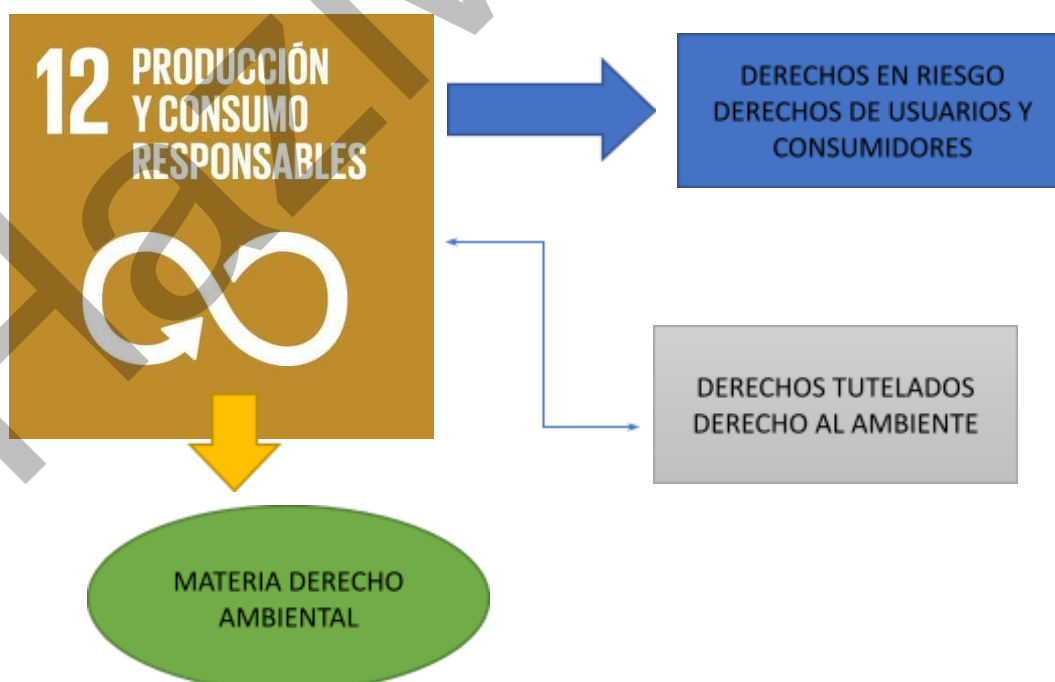 12 PRODUCCIÓN
Y CONSUMO
RESPONSABLES
DERECHOS EN RIESGO
DERECHOS DE USUARIOS Y
CONSUMIDORES
DERECHOS TUTELADOS
DERECHO AL AMBIENTE
MATERIA DERECHO
AMBIENTAL